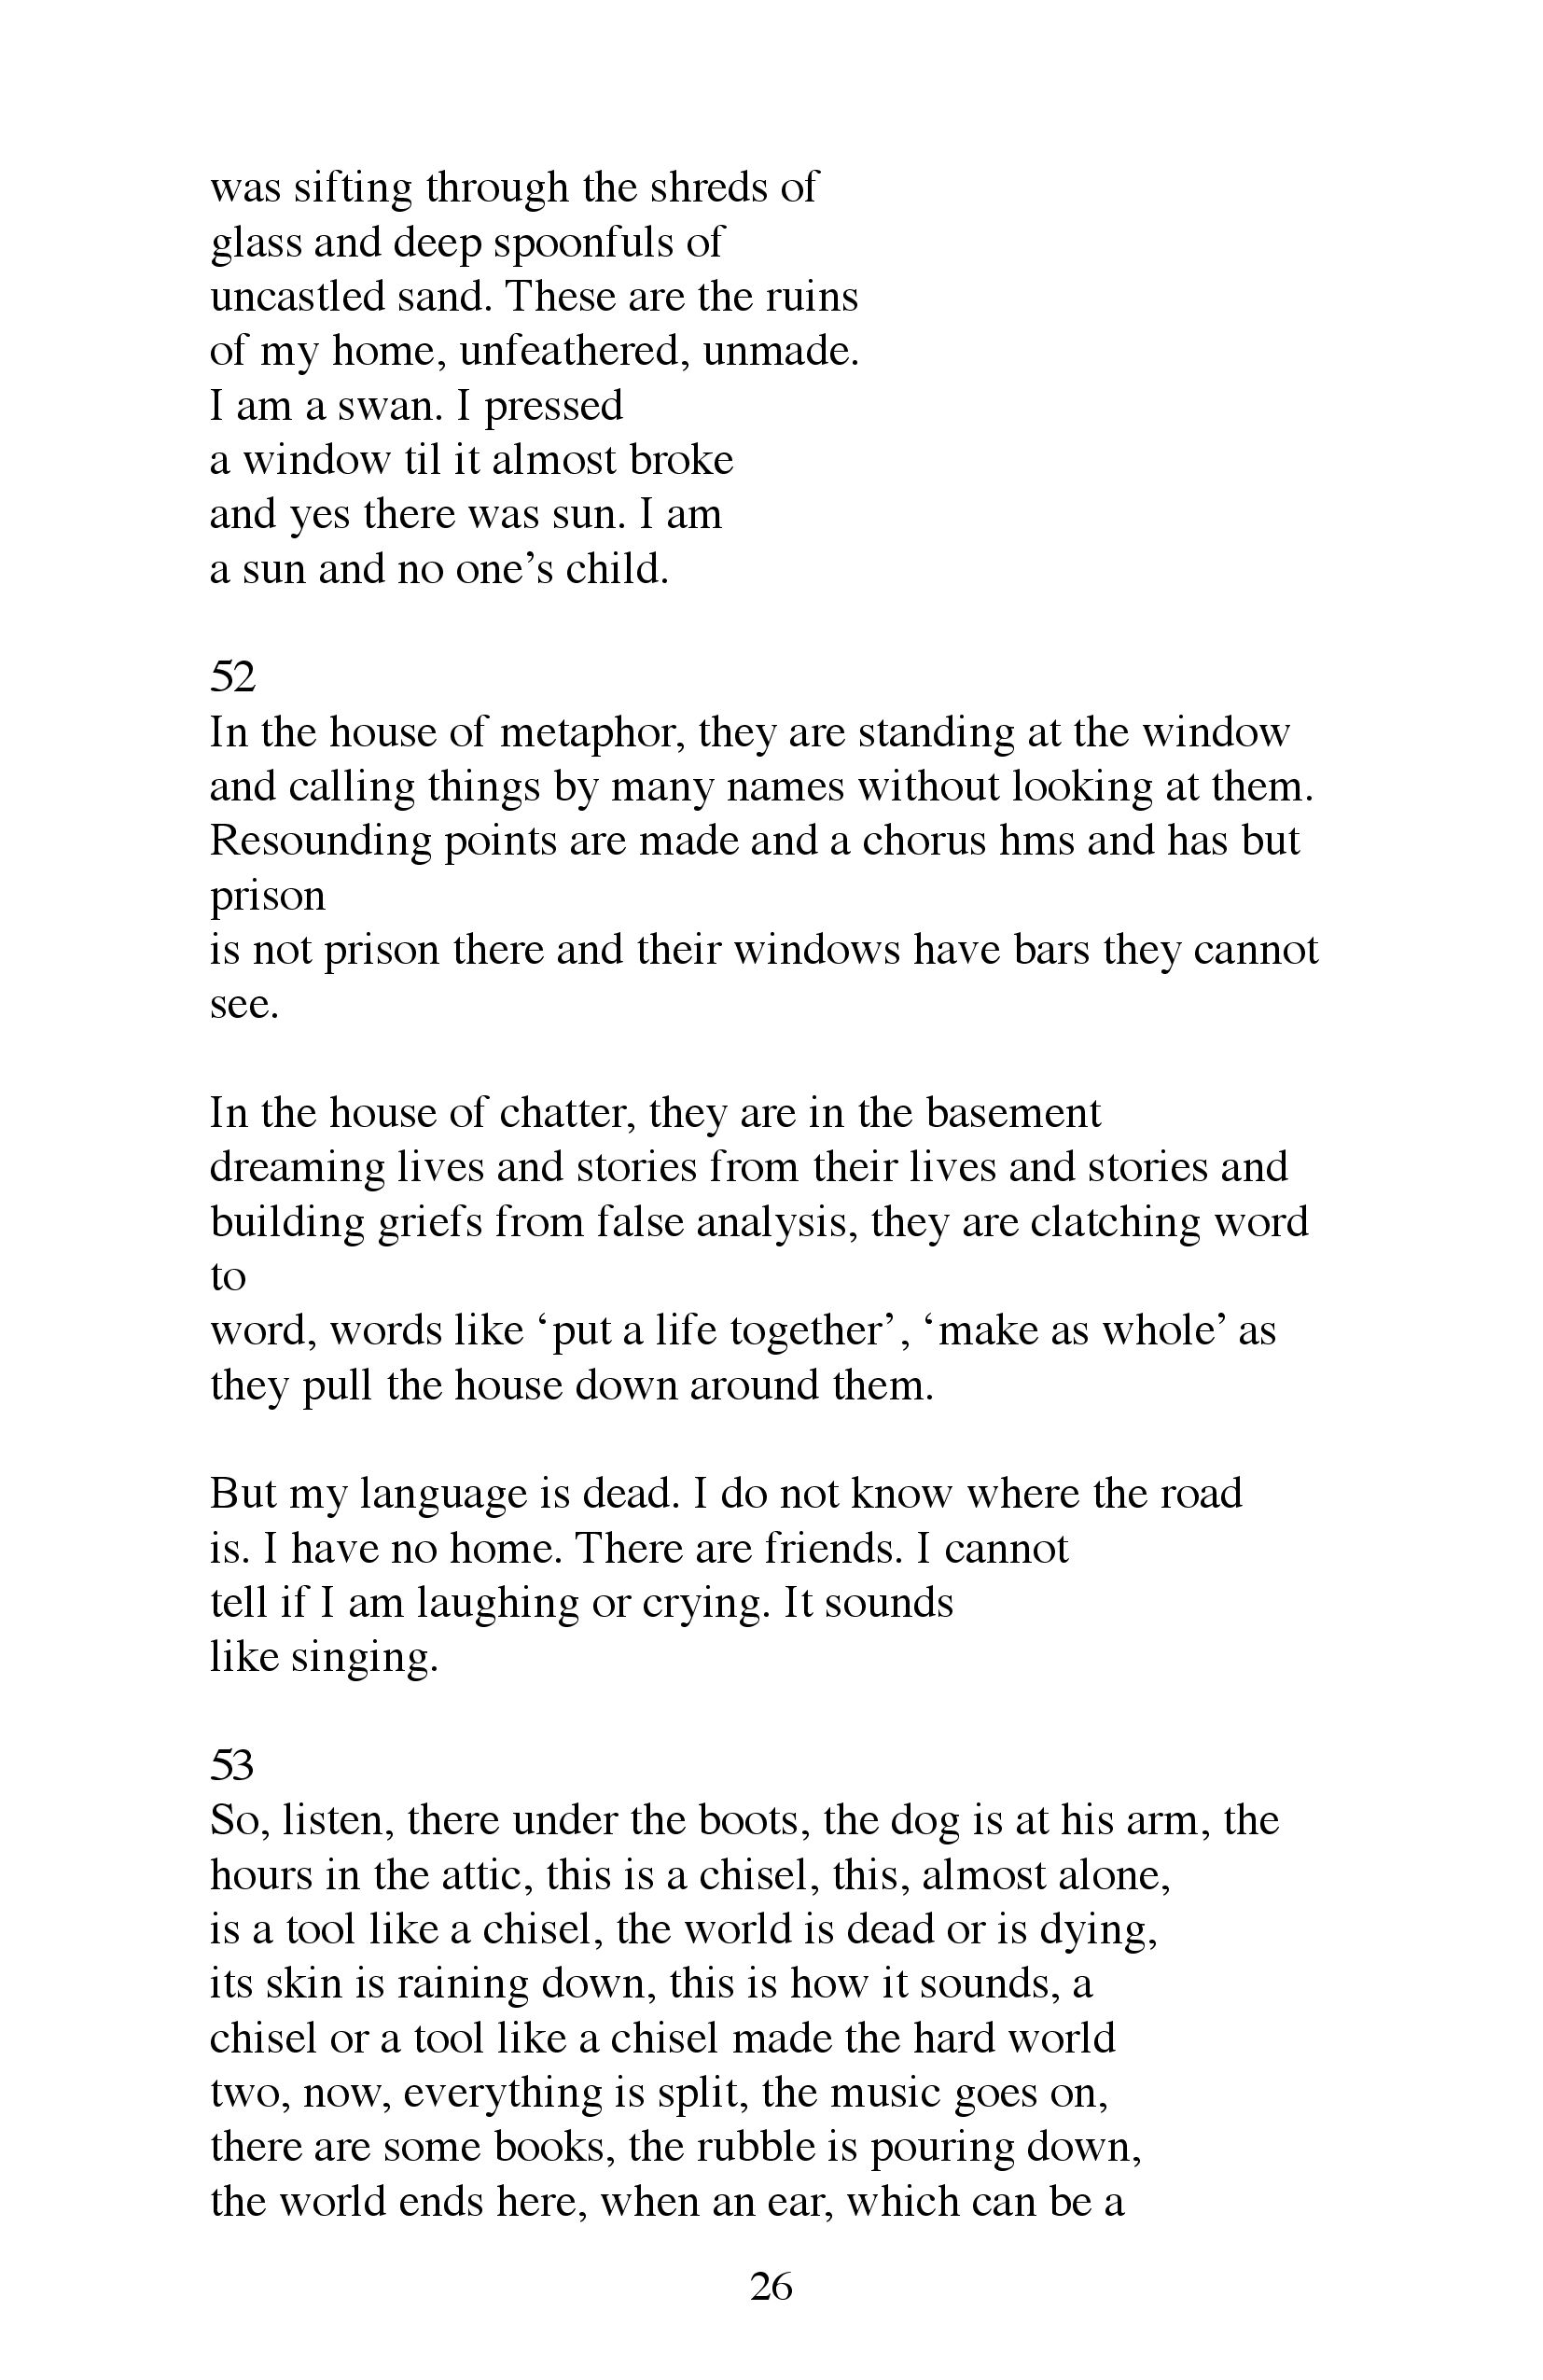 was sifting through the shreds of
glass and deep spoonfuls of
uncastled sand. These are the ruins
of my home, unfeathered, unmade.
I am a swan. I pressed
a window til it almost broke
and yes there was sun. I am
a sun and no one’s child.
52
In the house of metaphor, they are standing at the window
and calling things by many names without looking at them.
Resounding points are made and a chorus hms and has but
prison
is not prison there and their windows have bars they cannot
see.
In the house of chatter, they are in the basement
dreaming lives and stories from their lives and stories and
building griefs from false analysis, they are clatching word
to
word, words like ‘put a life together’, ‘make as whole’ as
they pull the house down around them.
But my language is dead. I do not know where the road
is. I have no home. There are friends. I cannot
tell if I am laughing or crying. It sounds
like singing.
53
So, listen, there under the boots, the dog is at his arm, the
hours in the attic, this is a chisel, this, almost alone,
is a tool like a chisel, the world is dead or is dying,
its skin is raining down, this is how it sounds, a
chisel or a tool like a chisel made the hard world
two, now, everything is split, the music goes on,
there are some books, the rubble is pouring down,
the world ends here, when an ear, which can be a
26